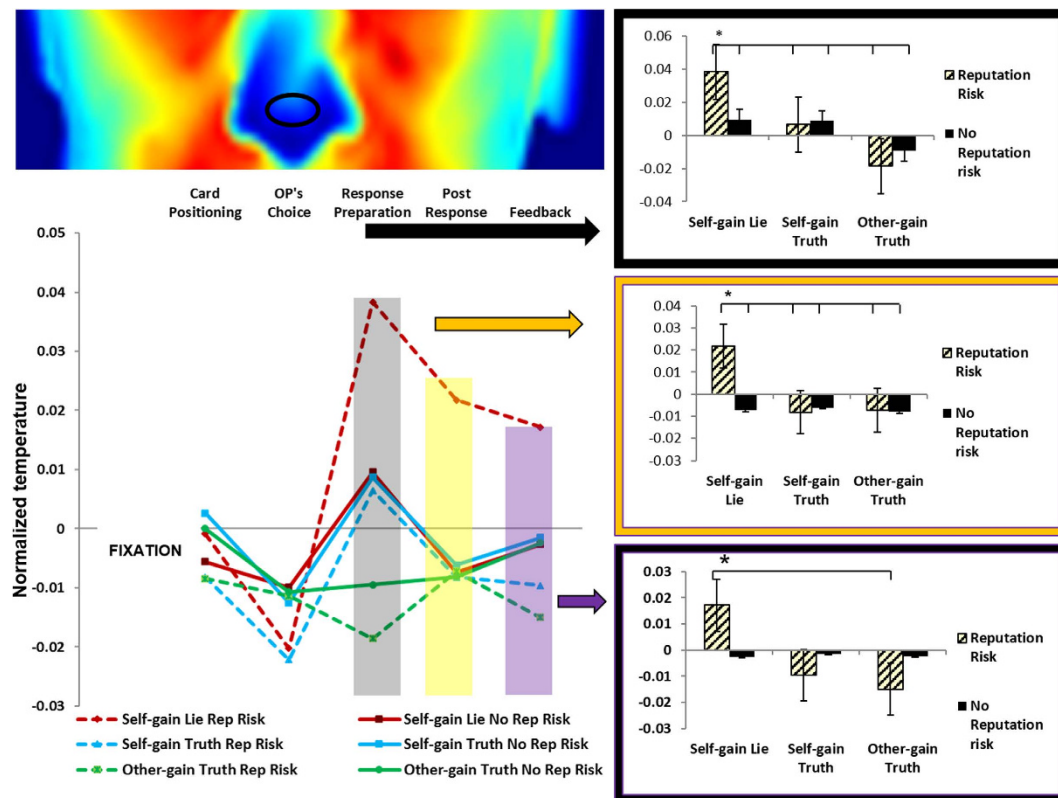 Card Positioning
OP's Choice
Response Preparation
Post Response
Feedback
Normalized temperature
0.05
0.04
0.03
0.02
0.01
0
-0.01
-0.02
-0.03
FIXATION
Self-gain Lie Rep Risk
Self-gain Lie No Rep Risk
Self-gain Truth Rep Risk
Self-gain Truth No Rep Risk
Other-gain Truth Rep Risk
Other-gain Truth No Rep Risk
0.06
0.04
0.02
0
-0.02
-0.04
*
Self-gain Lie
Self-gain Truth
Other-gain Truth
Reputation Risk
No Reputation risk
0.04
0.03
0.02
0.01
0
-0.01
-0.02
-0.03
*
Self-gain Lie
Self-gain Truth
Other-gain Truth
Reputation Risk
No Reputation risk
0.03
0.02
0.01
0
-0.01
-0.02
-0.03
*
Self-gain Lie
Self-gain Truth
Other-gain Truth
Reputation Risk
No Reputation risk